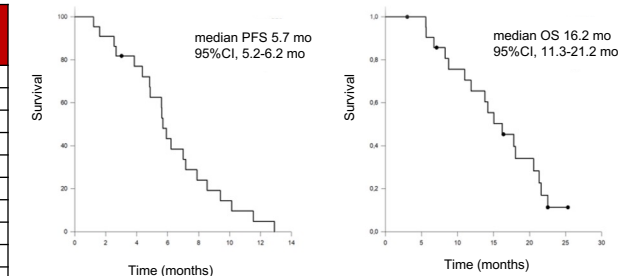 100
80
60
40
20
0
0 2 4 6 8 10 12 14
Survival
Time (months)
median PFS 5.7 mo
95%CI, 5.2-6.2 mo
1,0
0,8
0,6
0,4
0,2
0,0
0 5 10 15 20 25 30
Survival
Time (months)
median OS 16.2 mo
95%CI, 11.3-21.2 mo